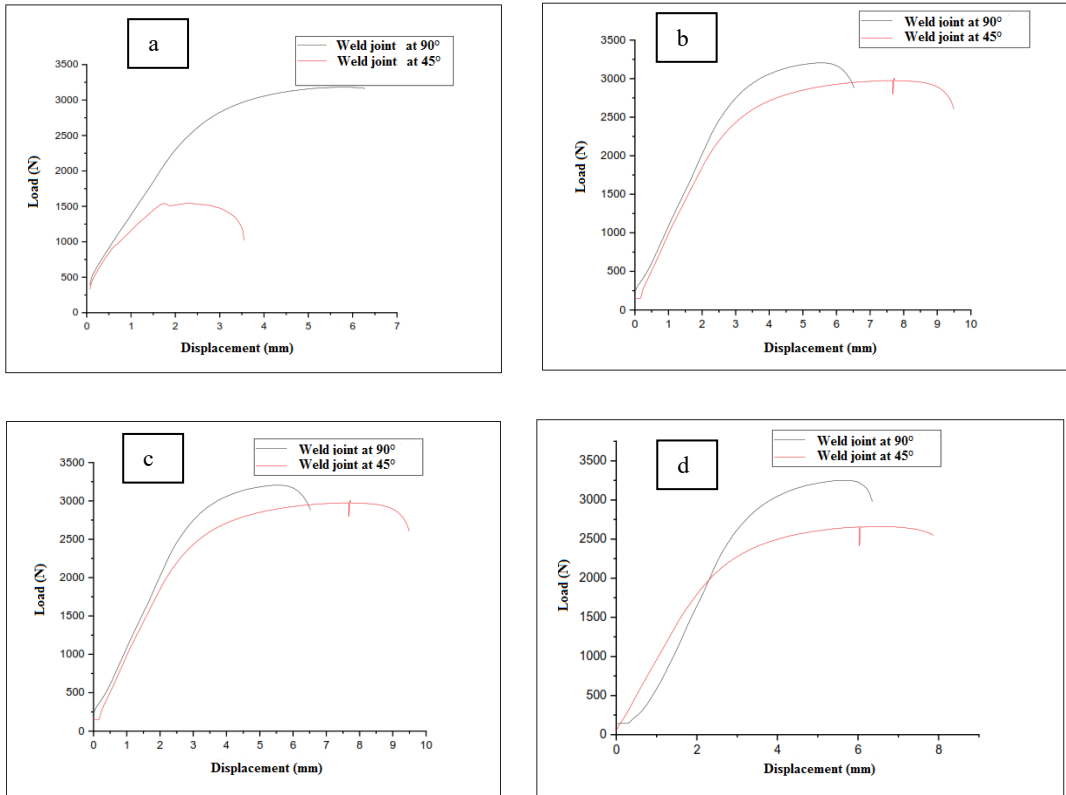 a
Weld joint at 90°
Weld joint at 45°
3500
3000
2500
2000
1500
1000
500
0
Load (N)
0 1 2 3 4 5 6 7
Displacement (mm)
b
Weld joint at 90°
Weld joint at 45°
3500
3000
2500
2000
1500
1000
500
0
Load (N)
0 1 2 3 4 5 6 7 8 9 10
Displacement (mm)
c
Weld joint at 90°
Weld joint at 45°
3500
3000
2500
2000
1500
1000
500
0
Load (N)
0 1 2 3 4 5 6 7 8 9 10
Displacement (mm)
d
Weld joint at 90°
Weld joint at 45°
3500
3000
2500
2000
1500
1000
500
0
Load (N)
0 2 4 6 8
Displacement (mm)